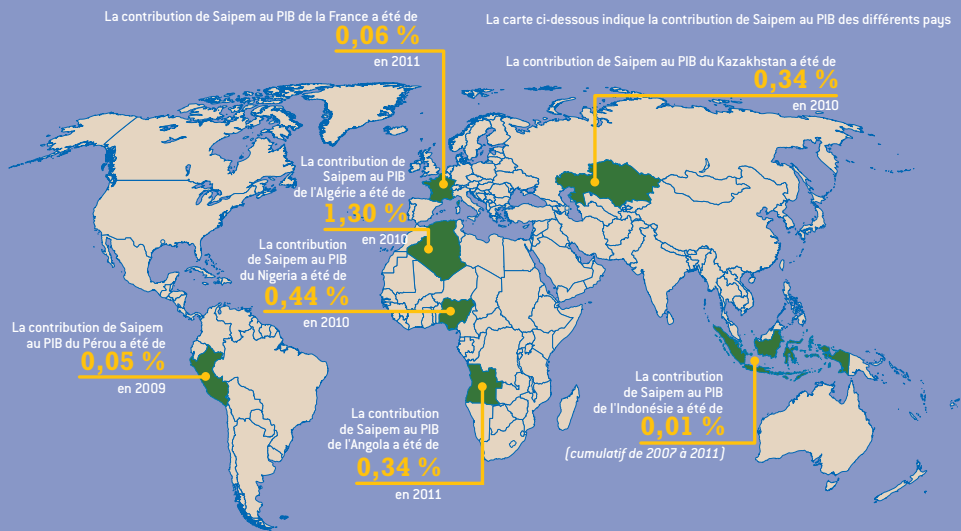 La contribution de Saipem au PIB de la France a été de
0,06 %
en 2011
La carte ci-dessous indique la contribution de Saipem au PIB des différents pays
La contribution de Saipem au PIB du Kazakhstan a été de
0,34 %
en 2010
La contribution de
Saipem au PIB
de l'Algérie a été de
1,30 %
en 2010
La contribution
de Saipem au PIB
du Nigeria a été de
0,44 %
en 2010
La contribution de Saipem
au PIB du Pérou a été de
0,05 %
en 2009
La contribution
de Saipem au PIB
de l'Angola a été de
0,34 %
en 2011
La contribution
de Saipem au PIB
de l'Indonésie a été de
0,01 %
(cumulatif de 2007 à 2011)